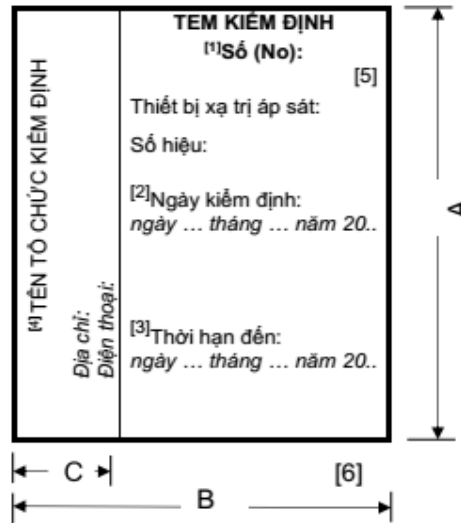 TEM KIỂM ĐỊNH
[1]Số (No):
[5]
Thiết bị xạ trị áp sát:
Số hiệu:
[2]Ngày kiểm định:
ngày ... tháng ... năm 20..
[3]Thời hạn đến:
ngày ... tháng ... năm 20..
[4]TÊN TỔ CHỨC KIỂM ĐỊNH
Địa chỉ:
Điện thoại:
A
C
[6]
B